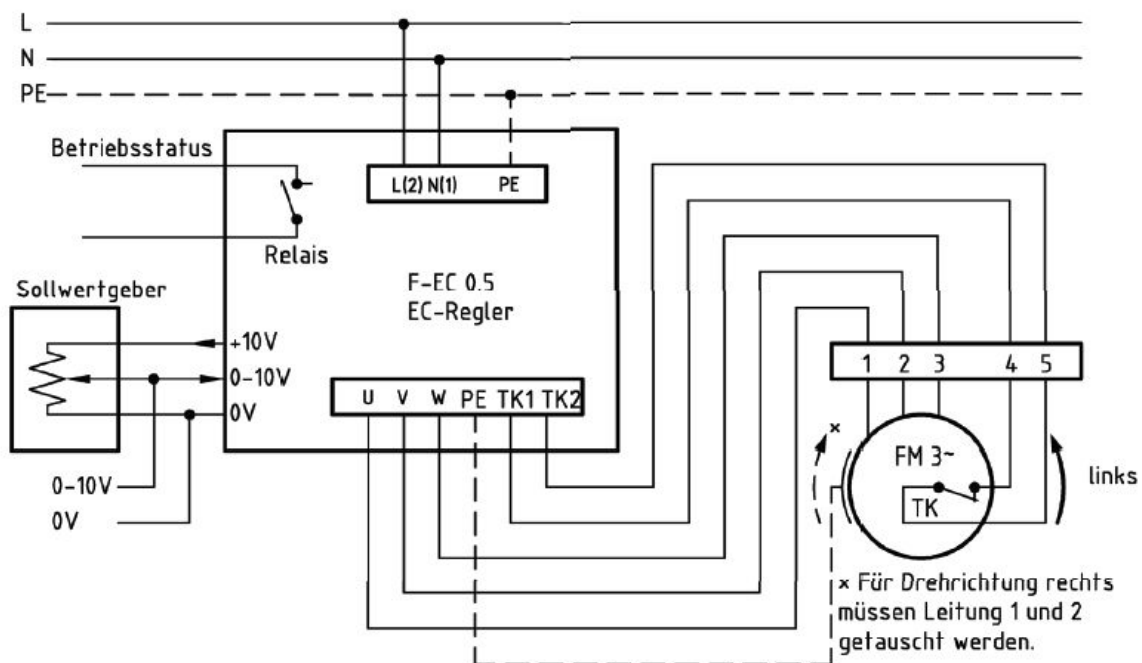 L
N
PE
Betriebsstatus
L(2) N(1) PE
Relais
F-EC 0.5
EC-Regler
Sollwertgeber
+10V
0-10V
0V
U V W PE TK1 TK2
0-10V
0V
1 2 3 4 5
×
FM 3~
TK
links
× Für Drehrichtung rechts
müssen Leitung 1 und 2
getauscht werden.